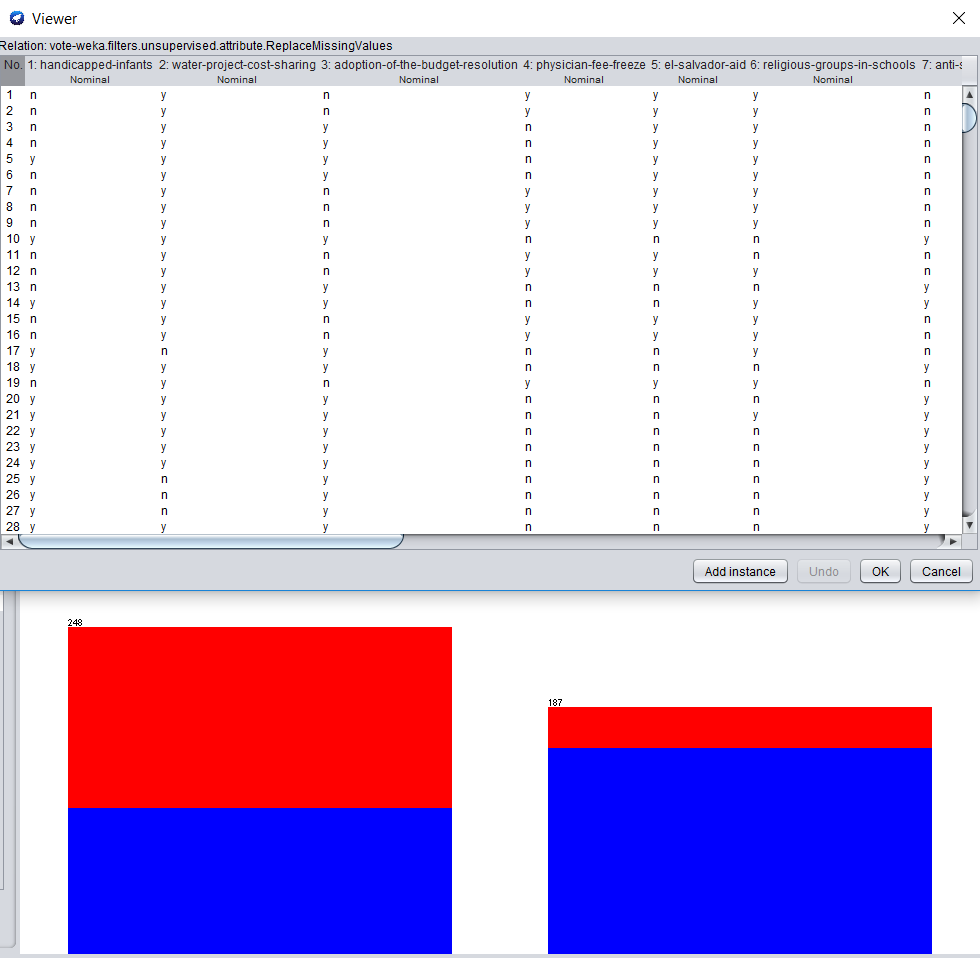 Viewer
Relation: vote-weka.filters.unsupervised.attribute.ReplaceMissingValues
No. 1: handicapped-infants 2: water-project-cost-sharing 3: adoption-of-the-budget-resolution 4: physician-fee-freeze 5: el-salvador-aid 6: religious-groups-in-schools 7: anti-s
Nominal Nominal Nominal Nominal Nominal Nominal
1 n y n y y y n
2 n y n y y y n
3 n y y n y y n
4 n y y n y y n
5 y y y n y y n
6 n y y n y y n
7 n y n y y y n
8 n y n y y y n
9 n y n y y y n
10 y y y n n n y
11 n y n y y n n
12 n y n y y y n
13 n y y n n n y
14 y y y n n y y
15 n y n y y y n
16 n y n y y y n
17 y n y n n y n
18 y y y n n n y
19 n y n y y y n
20 y y y n n n y
21 y y y n n y y
22 y y y n n n y
23 y y y n n n y
24 y y y n n n y
25 y n y n n n y
26 y n y n n n y
27 y n y n n n y
28 y y y n n n y
Add instance Undo OK Cancel
248
187